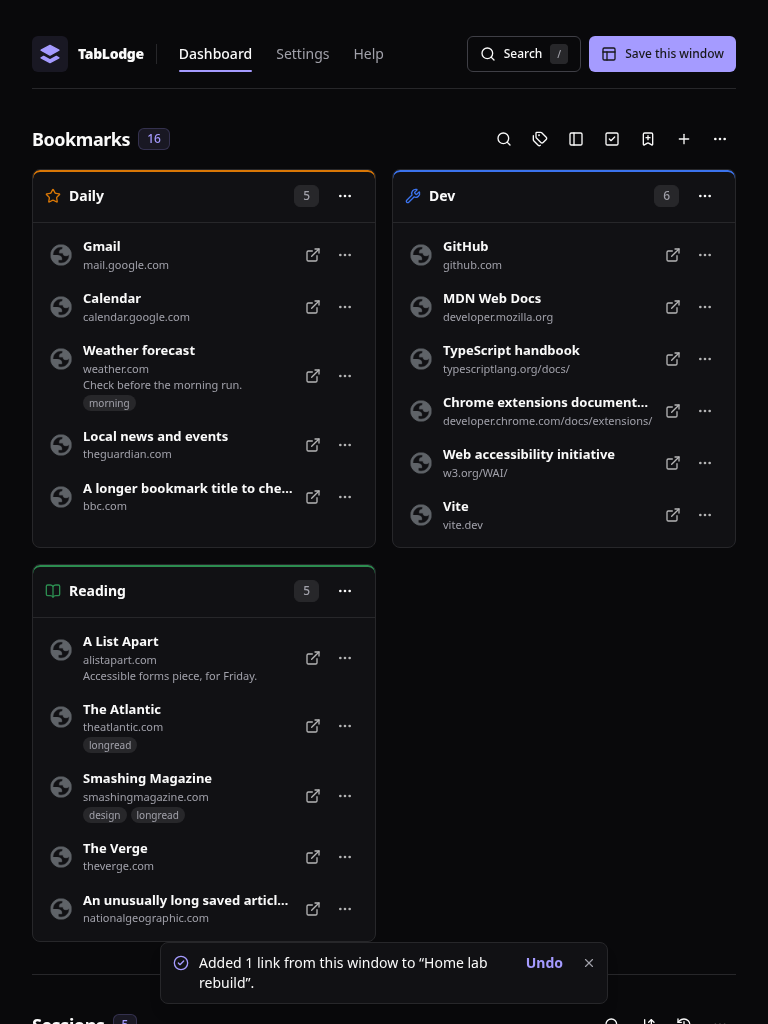 TabLodge
Dashboard
Settings
Help
Search
/
Save this window
Bookmarks 16
Daily 5
Gmail
mail.google.com
Calendar
calendar.google.com
Weather forecast
weather.com
Check before the morning run.
morning
Local news and events
theguardian.com
A longer bookmark title to che...
bbc.com
Dev 6
GitHub
github.com
MDN Web Docs
developer.mozilla.org
TypeScript handbook
typescriptlang.org/docs/
Chrome extensions document...
developer.chrome.com/docs/extensions/
Web accessibility initiative
w3.org/WAI/
Vite
vite.dev
Reading 5
A List Apart
alistapart.com
Accessible forms piece, for Friday.
The Atlantic
theatlantic.com
longread
Smashing Magazine
smashingmagazine.com
design longread
The Verge
theverge.com
An unusually long saved articl...
nationalgeographic.com
Added 1 link from this window to “Home lab
rebuild”.
Undo
Sessions 5